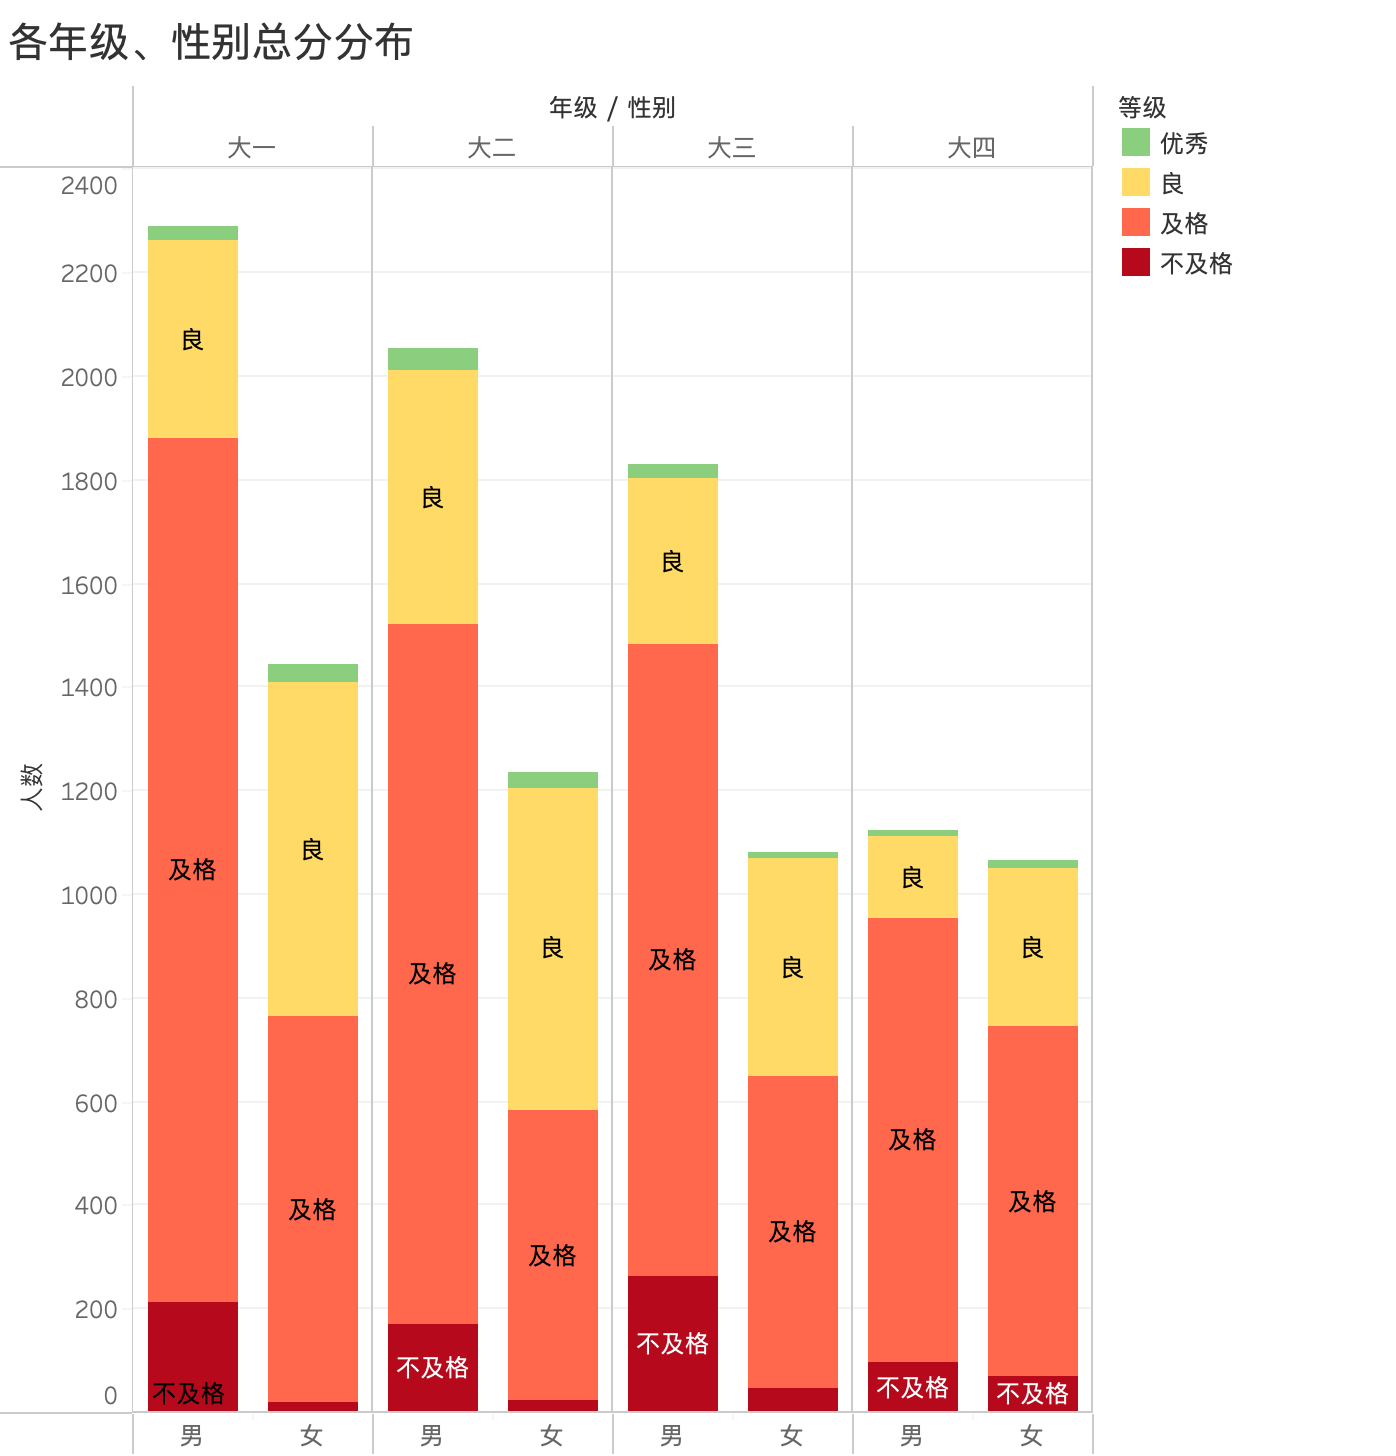 各年级、性别总分分布
年级 / 性别
大一 大二 大三 大四
等级
优秀
良
及格
不及格
人数
2400
2200
2000
1800
1600
1400
1200
1000
800
600
400
200
0
良
及格
不及格
良
及格
良
及格
不及格
良
及格
良
及格
不及格
良
及格
良
及格
不及格
良
及格
不及格
男 女 男 女 男 女 男 女